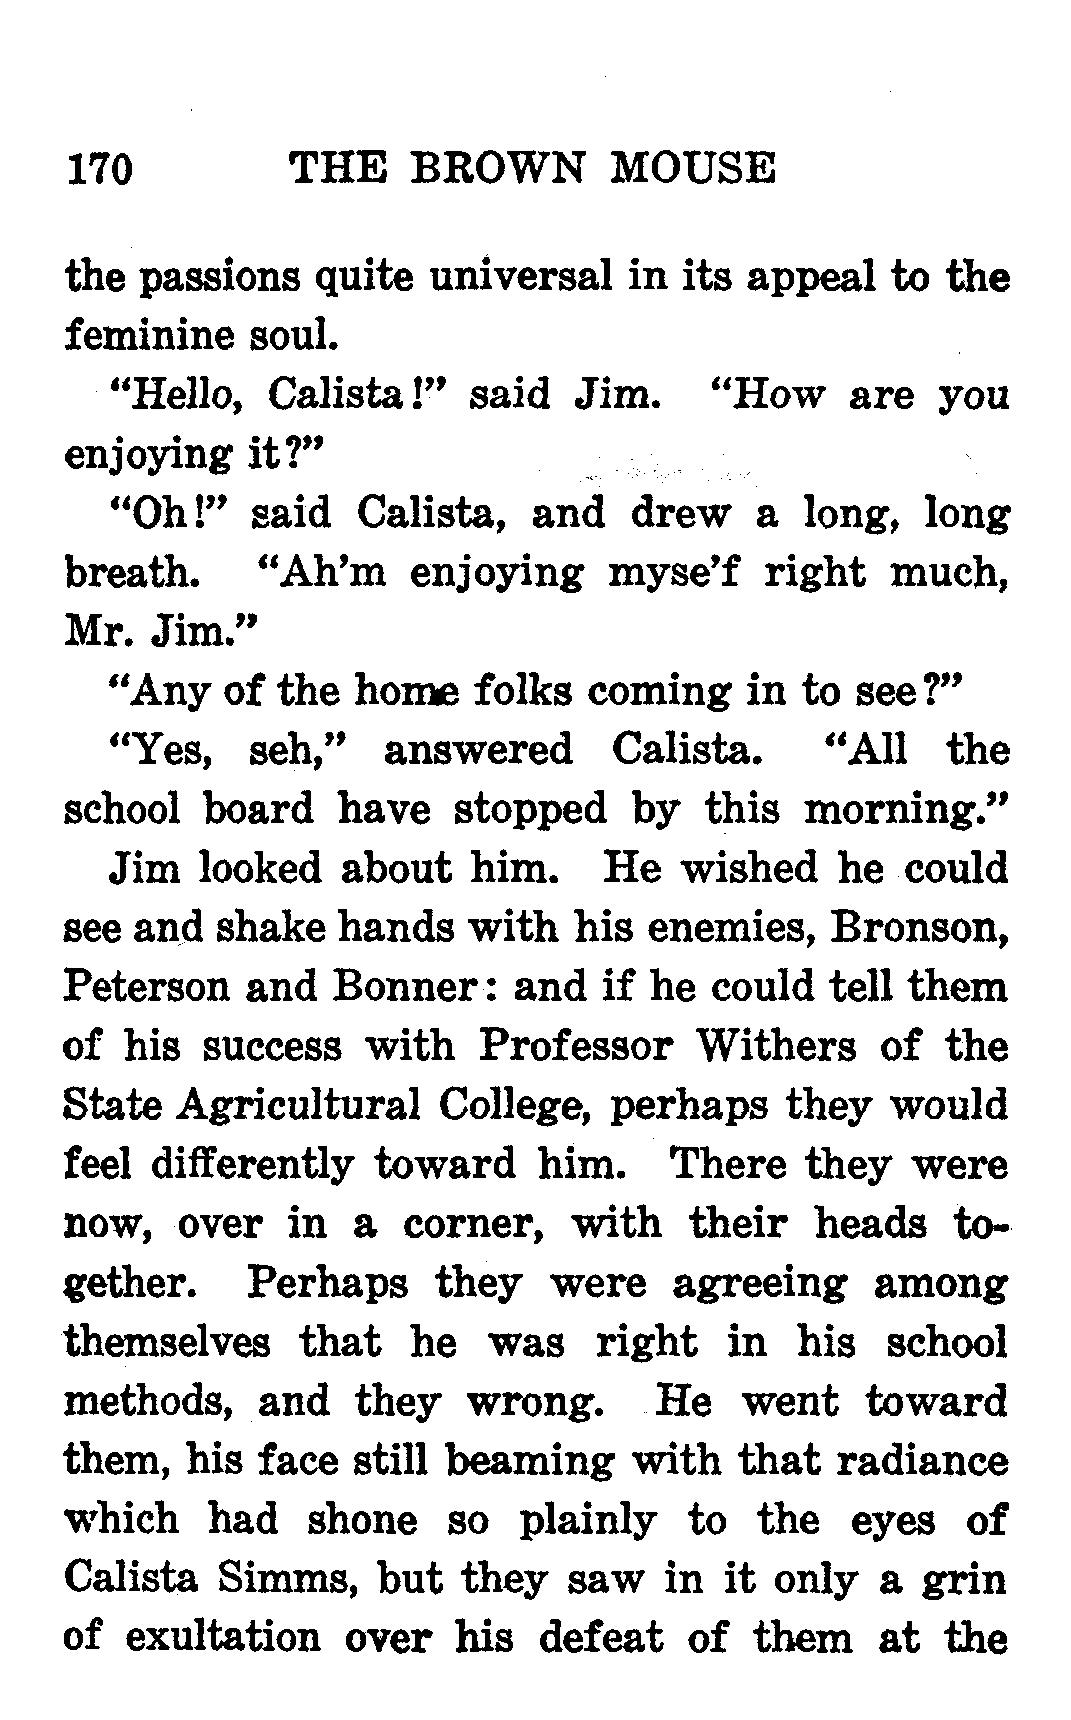 170 THE BROWN MOUSE
the passions quite universal in its appeal to the
feminine soul.
“Hello, Calista!” said Jim. “How are you
enjoying it?”
“Oh!” said Calista, and drew a long, long
breath. “Ah’m enjoying myse’f right much,
Mr. Jim.”
“Any of the home folks coming in to see?”
“Yes, seh,” answered Calista. “All the
school board have stopped by this morning.”
Jim looked about him. He wished he could
see and shake hands with his enemies, Bronson,
Peterson and Bonner: and if he could tell them
of his success with Professor Withers of the
State Agricultural College, perhaps they would
feel differently toward him. There they were
now, over in a corner, with their heads to-
gether. Perhaps they were agreeing among
themselves that he was right in his school
methods, and they wrong. He went toward
them, his face still beaming with that radiance
which had shone so plainly to the eyes of
Calista Simms, but they saw in it only a grin
of exultation over his defeat of them at the